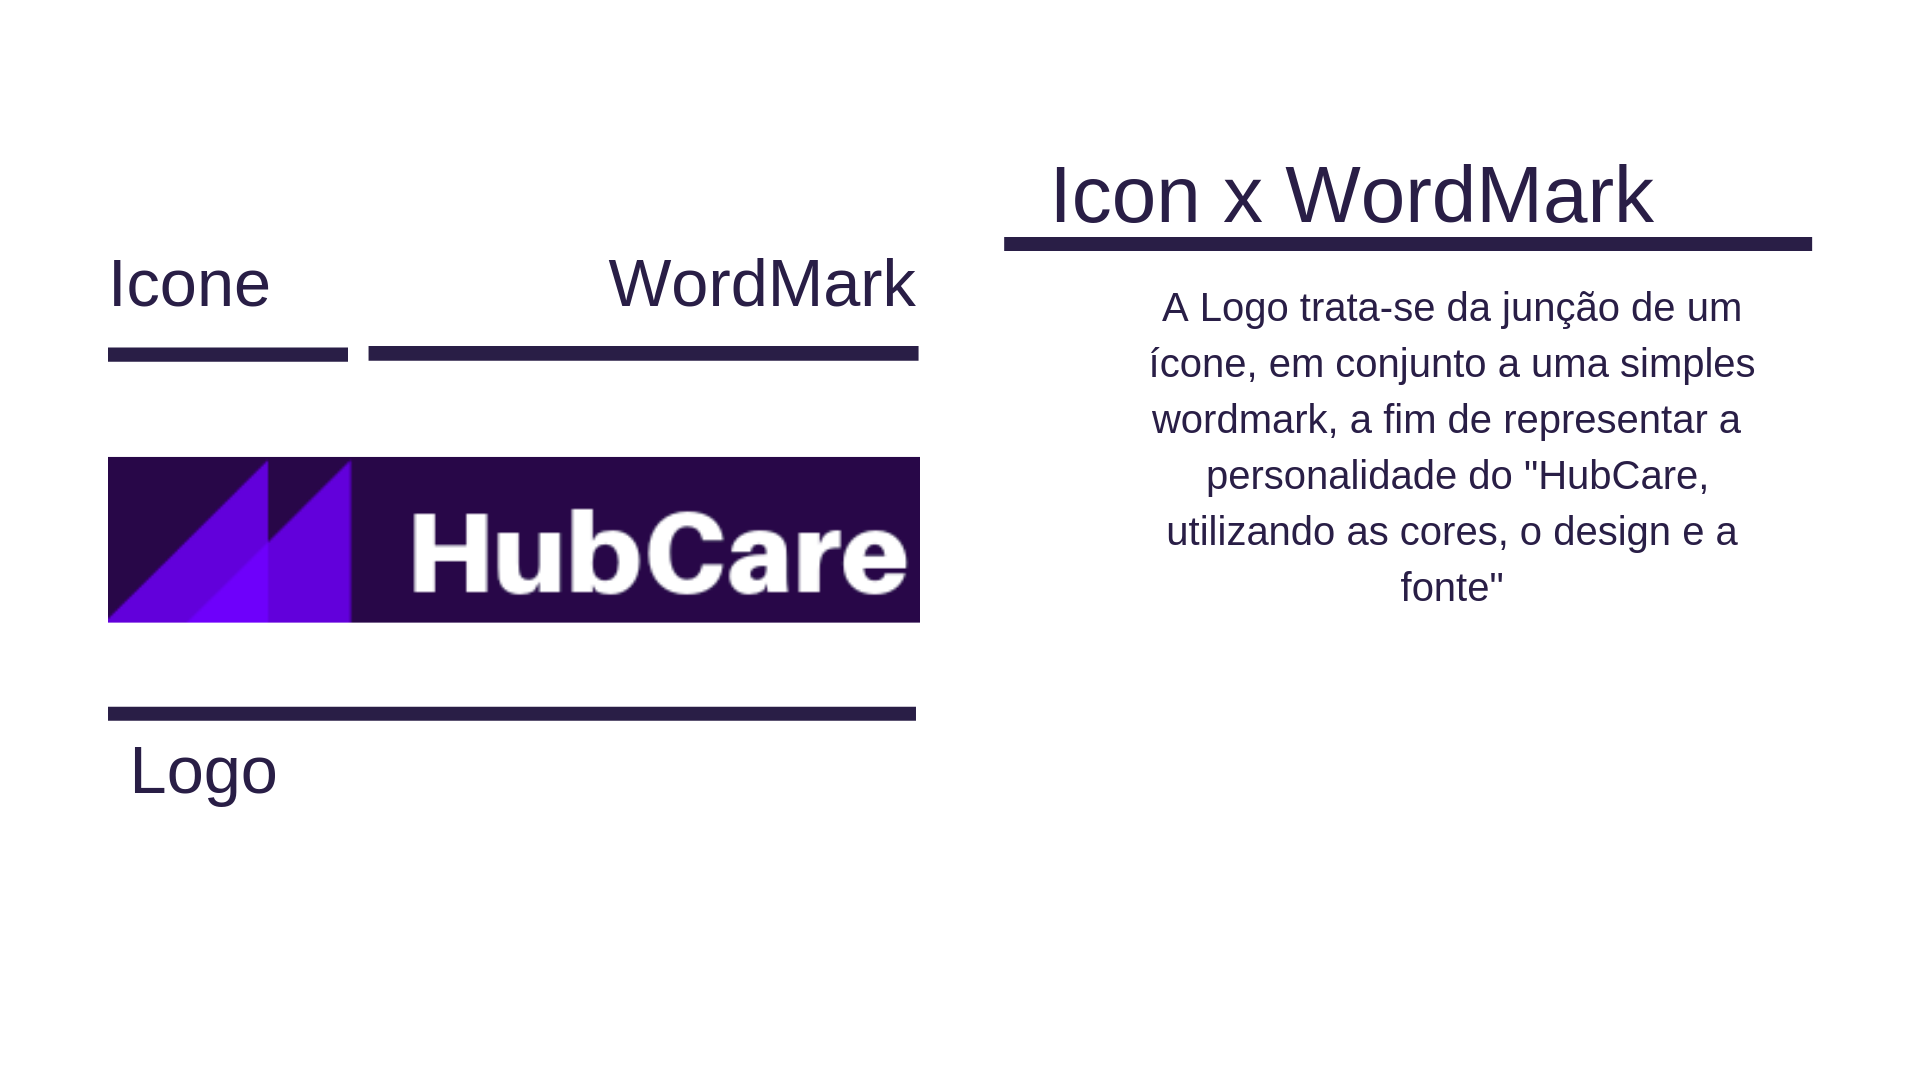 Icone
WordMark
HubCare
Logo
Icon x WordMark
A Logo trata-se da junção de um
ícone, em conjunto a uma simples
wordmark, a fim de representar a
personalidade do "HubCare,
utilizando as cores, o design e a
fonte"